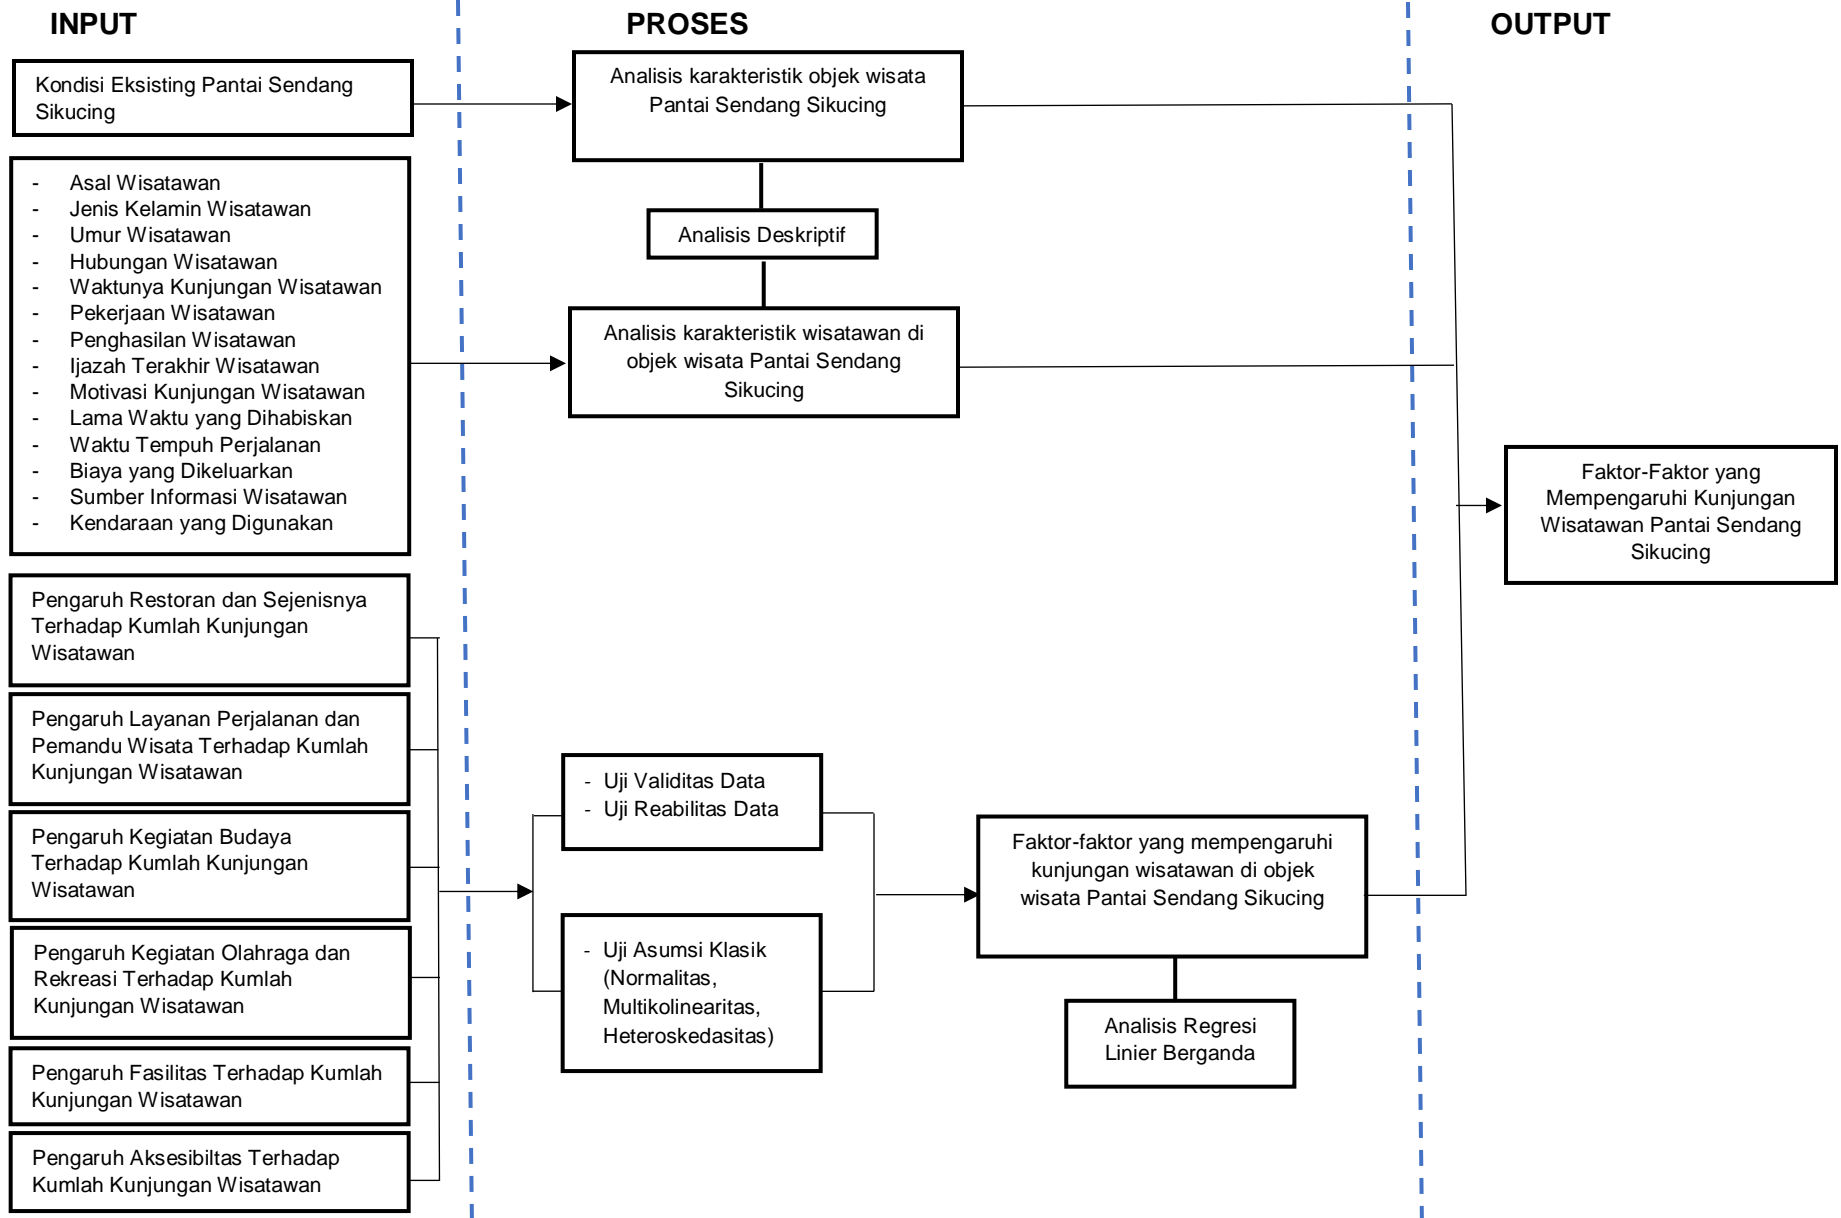 INPUT
PROSES
OUTPUT
Kondisi Eksisting Pantai Sendang
Sikucing
Analisis karakteristik objek wisata
Pantai Sendang Sikucing
- Asal Wisatawan
- Jenis Kelamin Wisatawan
- Umur Wisatawan
- Hubungan Wisatawan
- Waktunya Kunjungan Wisatawan
- Pekerjaan Wisatawan
- Penghasilan Wisatawan
- Ijazah Terakhir Wisatawan
- Motivasi Kunjungan Wisatawan
- Lama Waktu yang Dihabiskan
- Waktu Tempuh Perjalanan
- Biaya yang Dikeluarkan
- Sumber Informasi Wisatawan
- Kendaraan yang Digunakan
Analisis Deskriptif
Analisis karakteristik wisatawan di
objek wisata Pantai Sendang
Sikucing
Faktor-Faktor yang
Mempengaruhi Kunjungan
Wisatawan Pantai Sendang
Sikucing
Pengaruh Restoran dan Sejenisnya
Terhadap Kumlah Kunjungan
Wisatawan
Pengaruh Layanan Perjalanan dan
Pemandu Wisata Terhadap Kumlah
Kunjungan Wisatawan
Pengaruh Kegiatan Budaya
Terhadap Kumlah Kunjungan
Wisatawan
Pengaruh Kegiatan Olahraga dan
Rekreasi Terhadap Kumlah
Kunjungan Wisatawan
Pengaruh Fasilitas Terhadap Kumlah
Kunjungan Wisatawan
Pengaruh Aksesibiltas Terhadap
Kumlah Kunjungan Wisatawan
- Uji Validitas Data
- Uji Reabilitas Data
- Uji Asumsi Klasik
(Normalitas,
Multikolinearitas,
Heteroskedasitas)
Faktor-faktor yang mempengaruhi
kunjungan wisatawan di objek
wisata Pantai Sendang Sikucing
Analisis Regresi
Linier Berganda